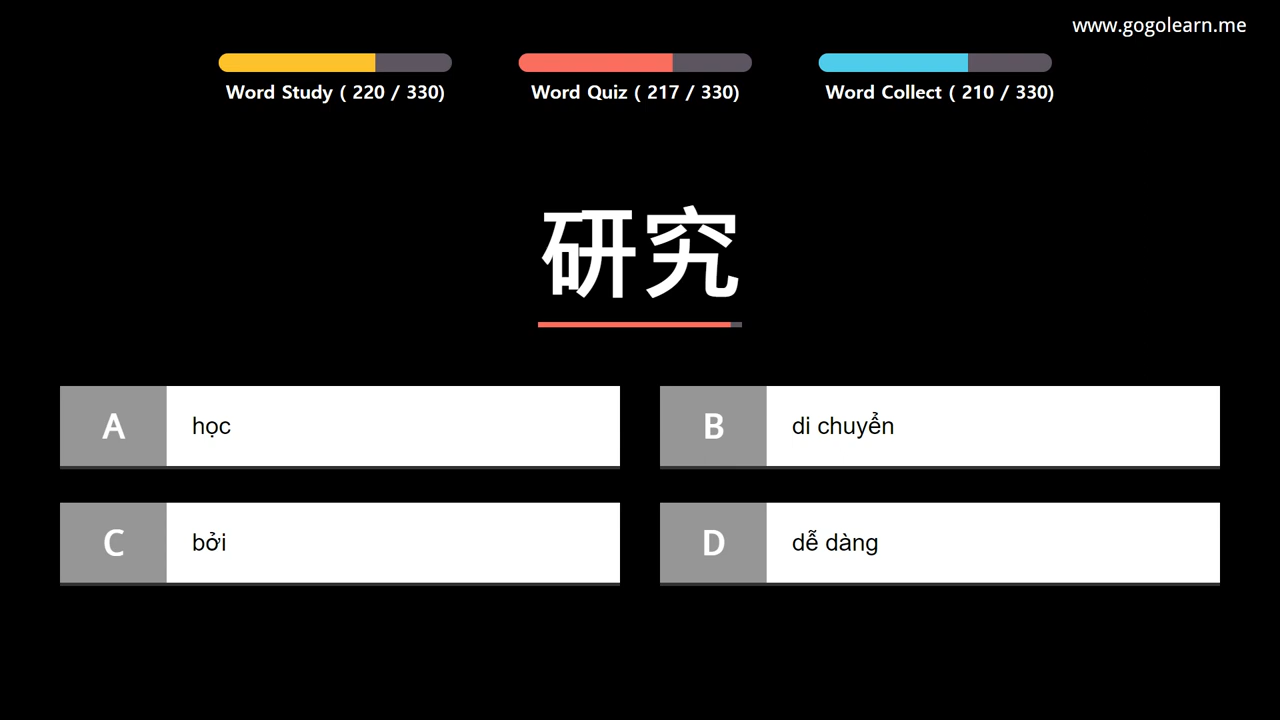 www.gogolearn.me
Word Study ( 220 / 330)
Word Quiz ( 217 / 330)
Word Collect ( 210 / 330)
研究
A học
B di chuyển
C bởi
D dễ dàng